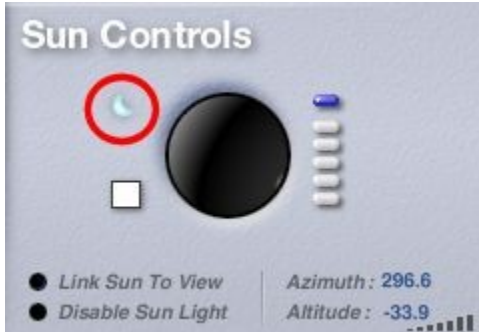 Sun Controls
Link Sun To View
Disable Sun Light
Azimuth: 296.6
Altitude: -33.9